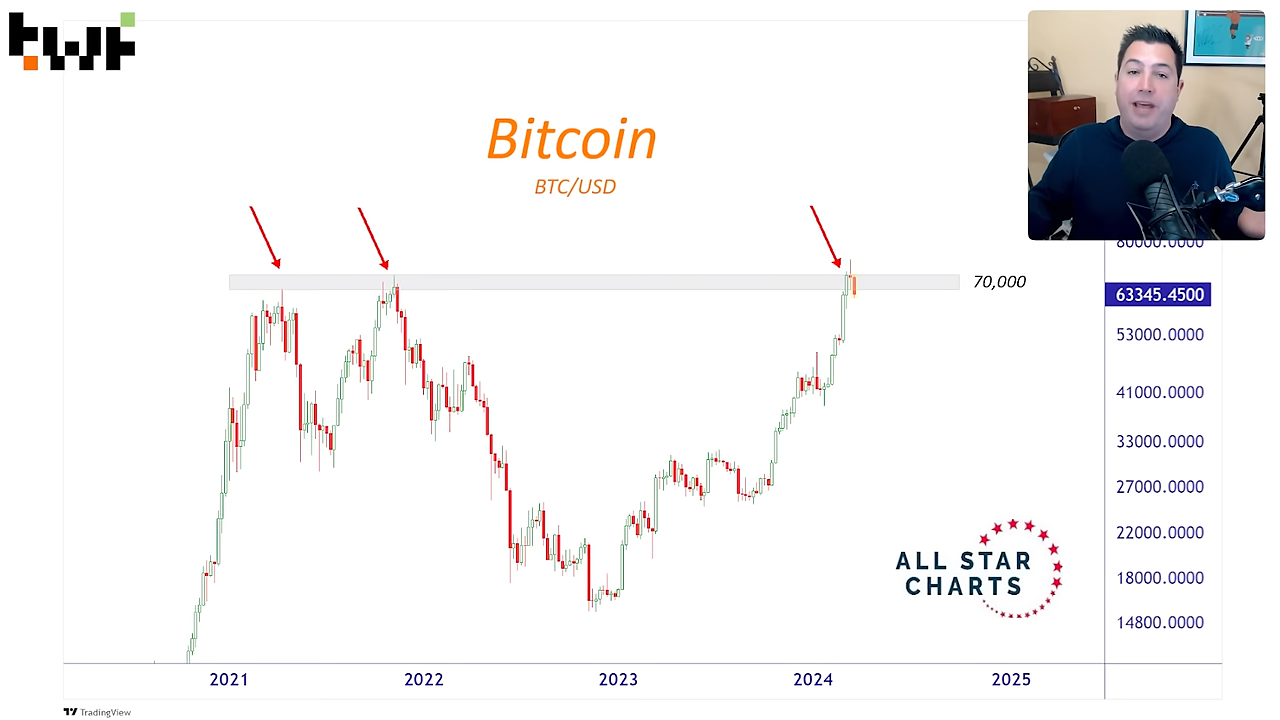 twf
Bitcoin
BTC/USD
70,000
80000.0000
63345.4500
53000.0000
41000.0000
33000.0000
27000.0000
22000.0000
18000.0000
14800.0000
ALL STAR
CHARTS
2021 2022 2023 2024 2025
TradingView